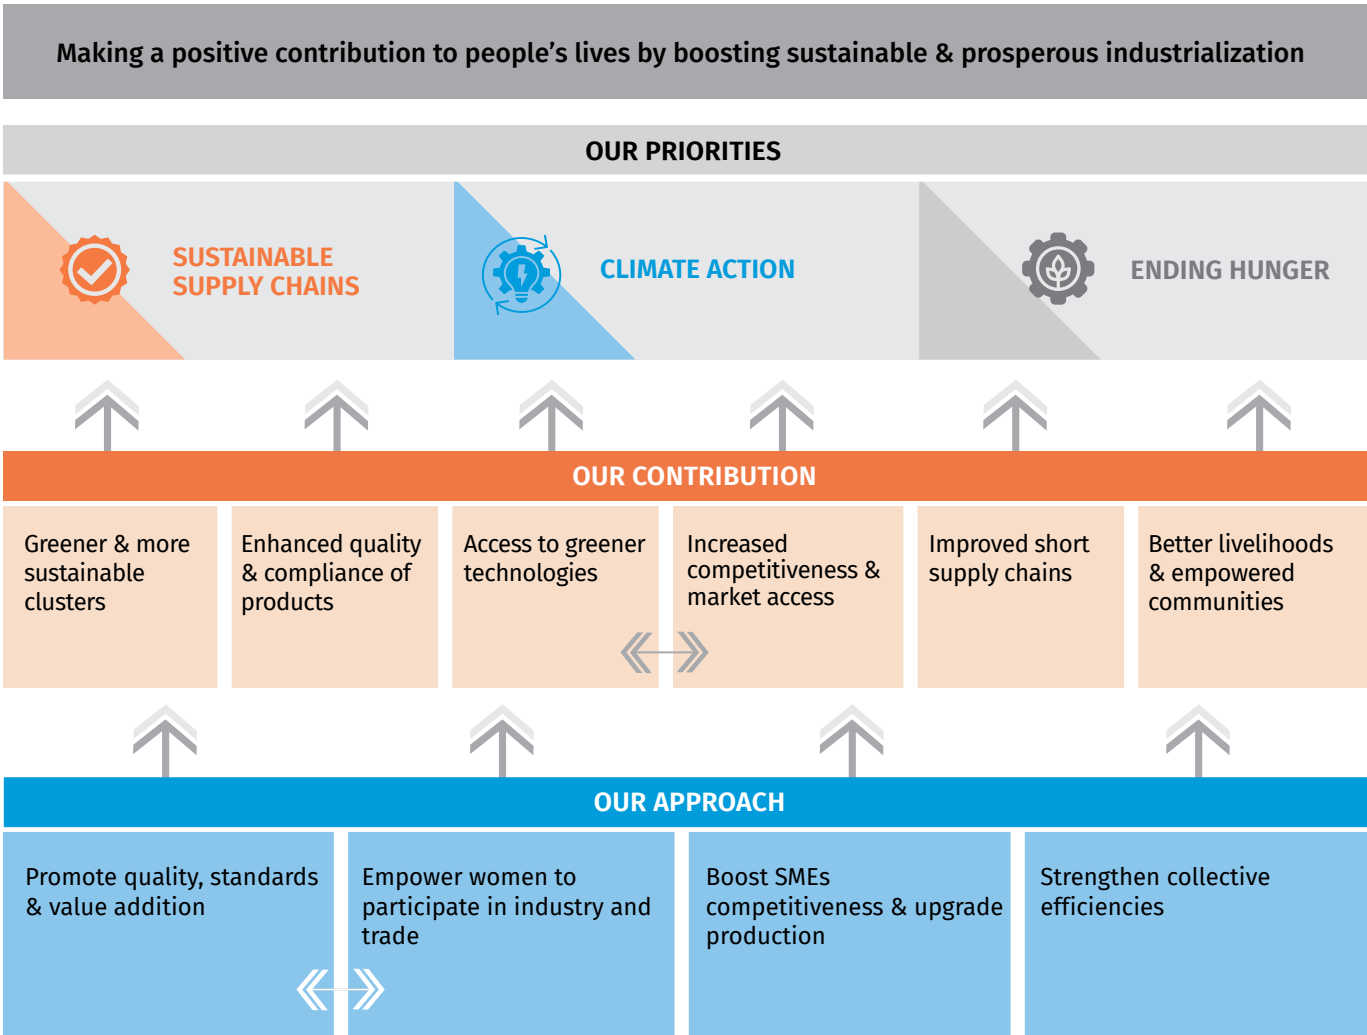 Making a positive contribution to people’s lives by boosting sustainable & prosperous industrialization
OUR PRIORITIES
SUSTAINABLE
SUPPLY CHAINS
CLIMATE ACTION
ENDING HUNGER
OUR CONTRIBUTION
Greener & more
sustainable
clusters
Enhanced quality
& compliance of
products
Access to greener
technologies
Increased
competitiveness &
market access
Improved short
supply chains
Better livelihoods
& empowered
communities
OUR APPROACH
Promote quality, standards
& value addition
Empower women to
participate in industry and
trade
Boost SMEs
competitiveness & upgrade
production
Strengthen collective
efficiencies